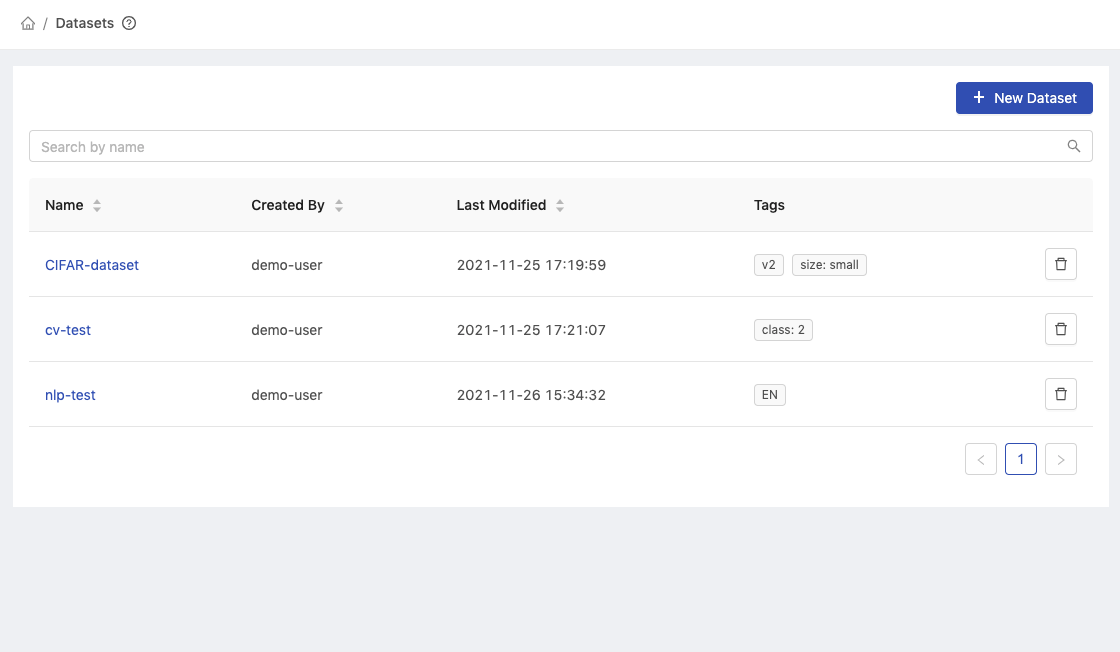 / Datasets
+ New Dataset
Search by name
Name Created By Last Modified Tags
CIFAR-dataset demo-user 2021-11-25 17:19:59 v2 size: small
cv-test demo-user 2021-11-25 17:21:07 class: 2
nlp-test demo-user 2021-11-26 15:34:32 EN
< 1 >